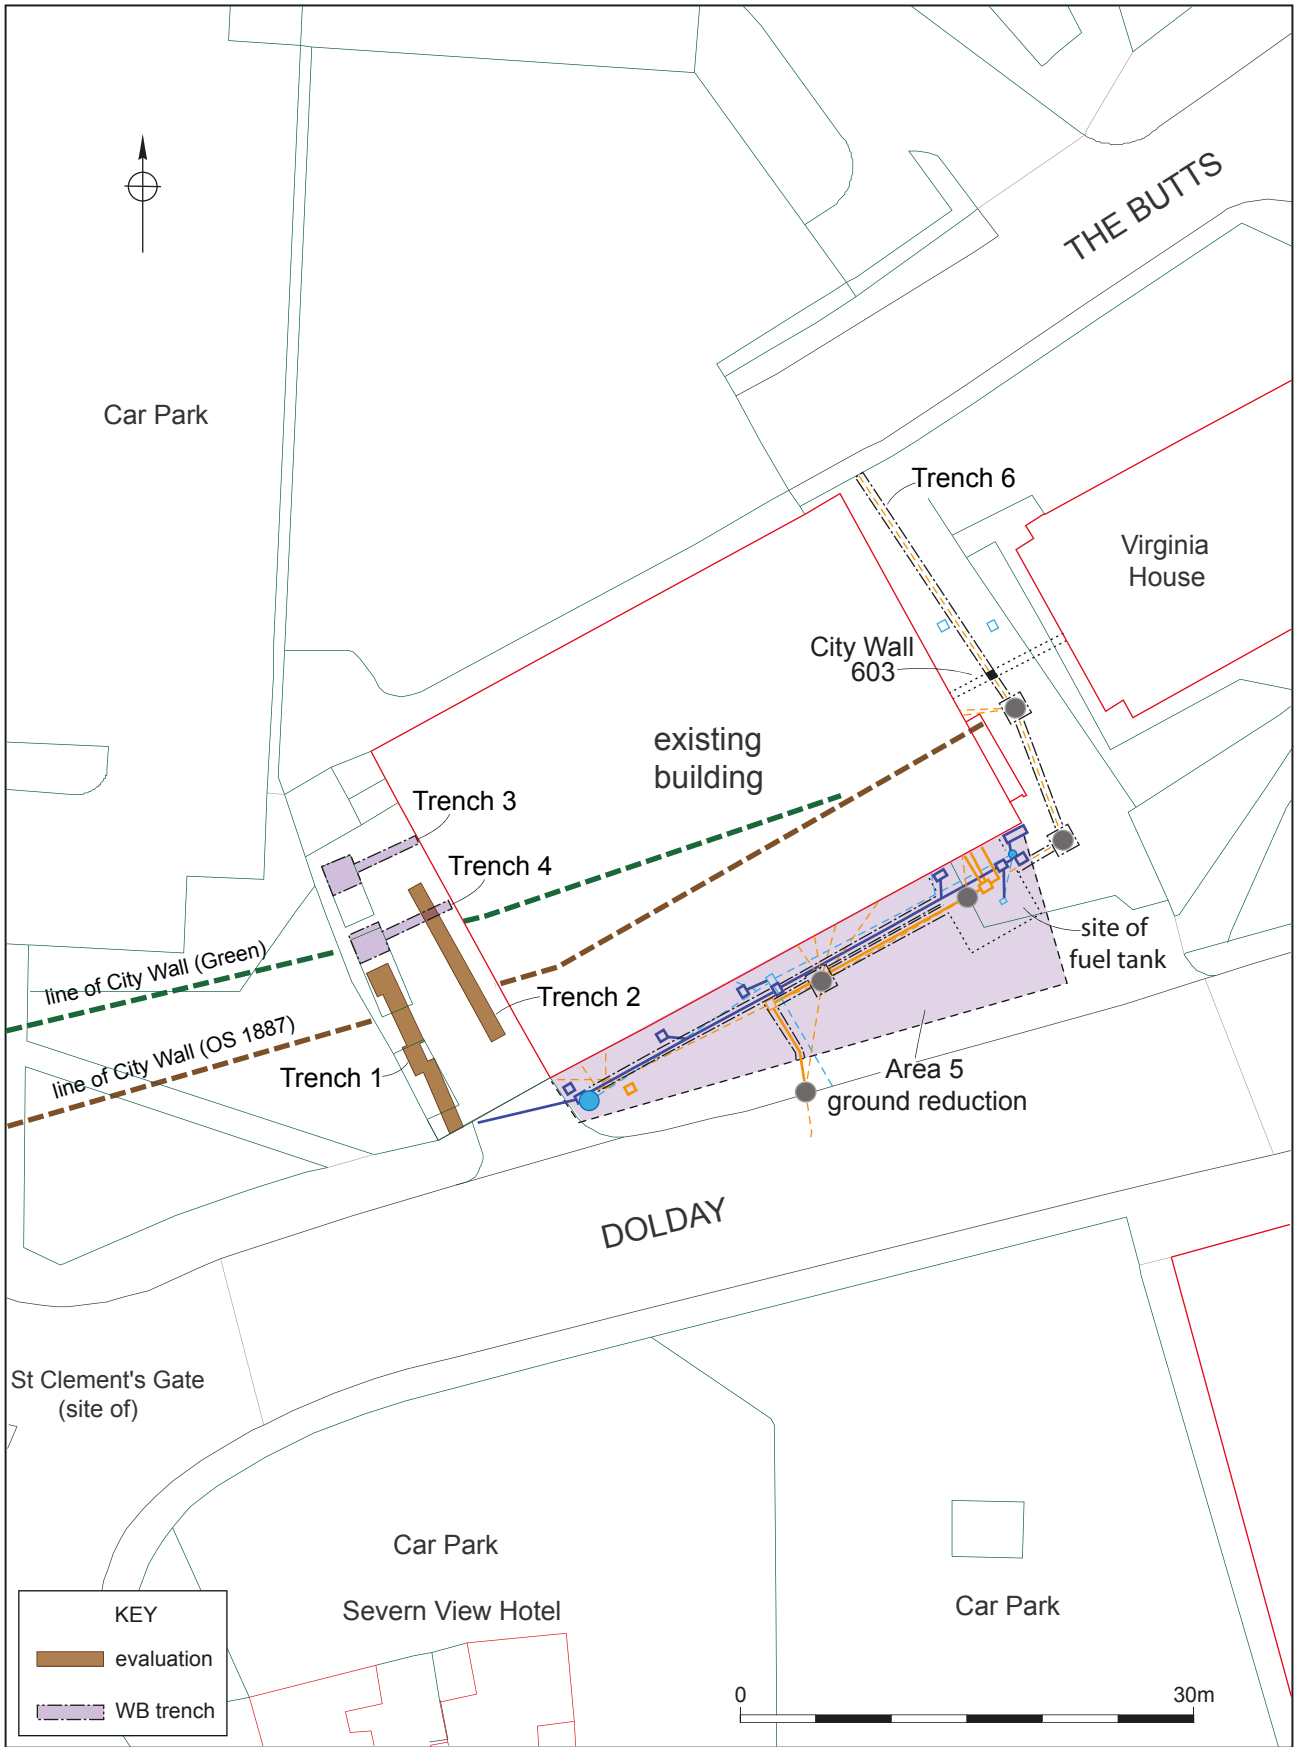 THE BUTTS
Car Park
Trench 6
Virginia
House
City Wall
603
existing
building
Trench 3
Trench 4
line of City Wall (Green)
site of
fuel tank
Trench 2
line of City Wall (OS 1887)
Trench 1
Area 5
ground reduction
DOLDAY
St Clement's Gate
(site of)
Car Park
Severn View Hotel
Car Park
KEY
evaluation
WB trench
0 30m